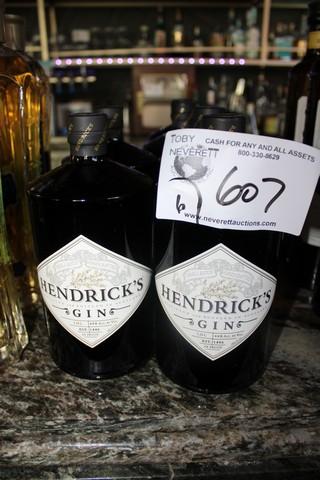 TOBY
NEVERETT
CASH FOR ANY AND ALL ASSETS
800-330-8629
6
607
www.neverettauctions.com
HENDRICK'S
GIN
HENDRICK'S
GIN